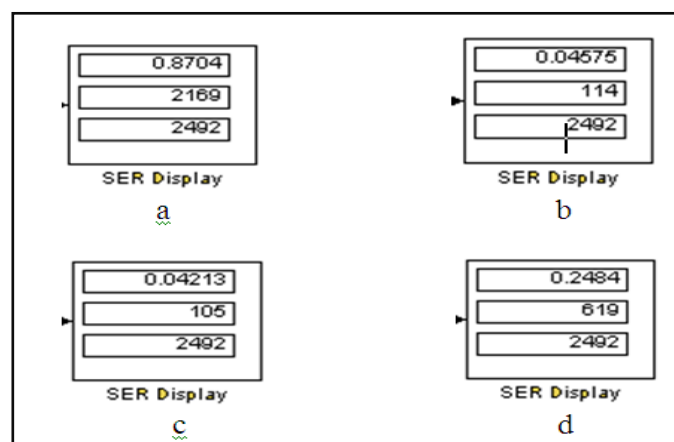 0.8704
2169
2492
SER Display
a
0.04575
114
2492
SER Display
b
0.04213
105
2492
SER Display
c
0.2484
619
2492
SER Display
d